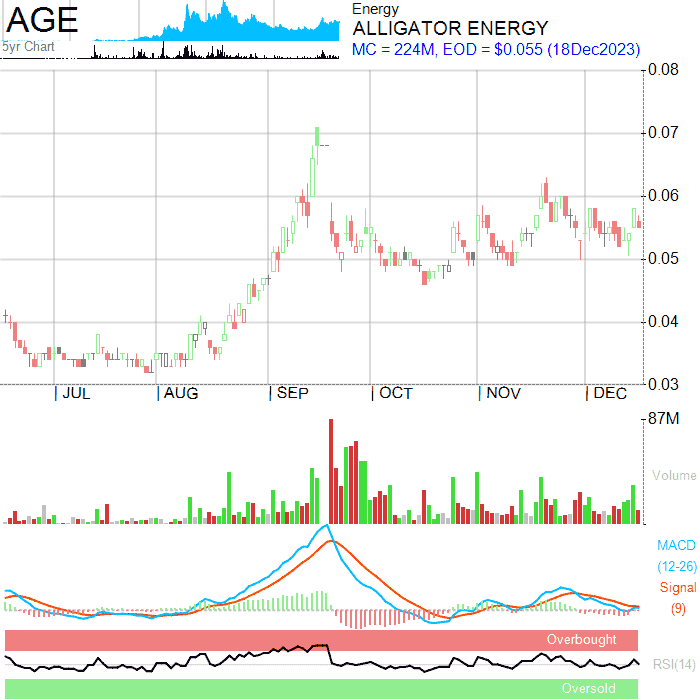 AGE
5yr Chart
Energy
ALLIGATOR ENERGY
MC = 224M, EOD = $0.055 (18Dec2023)
0.08
0.07
0.06
0.05
0.04
0.03
JUL AUG SEP OCT NOV DEC
87M
Volume
MACD
(12-26)
Signal
(9)
Overbought
RSI(14)
Oversold